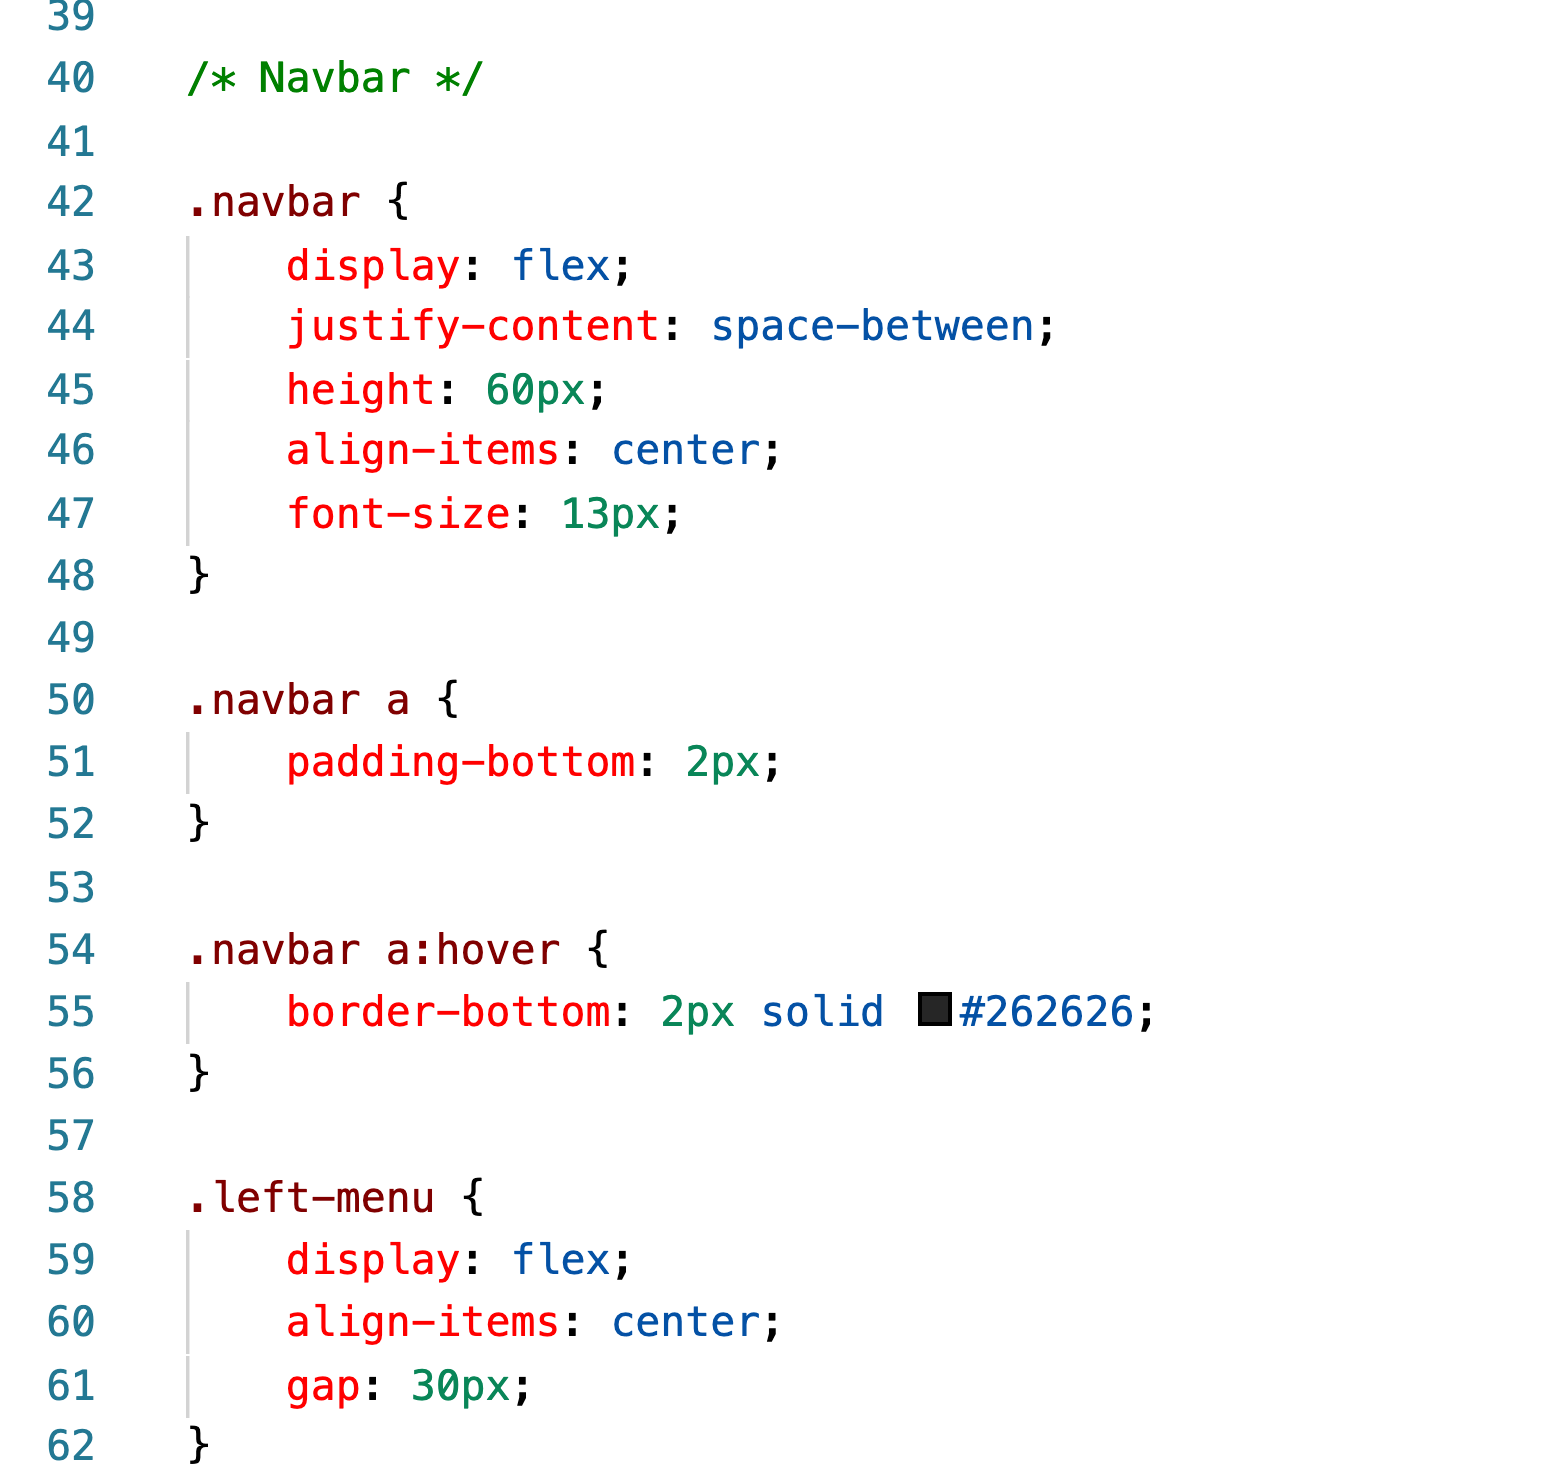 39
40 /* Navbar */
41
42 .navbar {
43 display: flex;
44 justify-content: space-between;
45 height: 60px;
46 align-items: center;
47 font-size: 13px;
48 }
49
50 .navbar a {
51 padding-bottom: 2px;
52 }
53
54 .navbar a:hover {
55 border-bottom: 2px solid #262626;
56 }
57
58 .left-menu {
59 display: flex;
60 align-items: center;
61 gap: 30px;
62 }